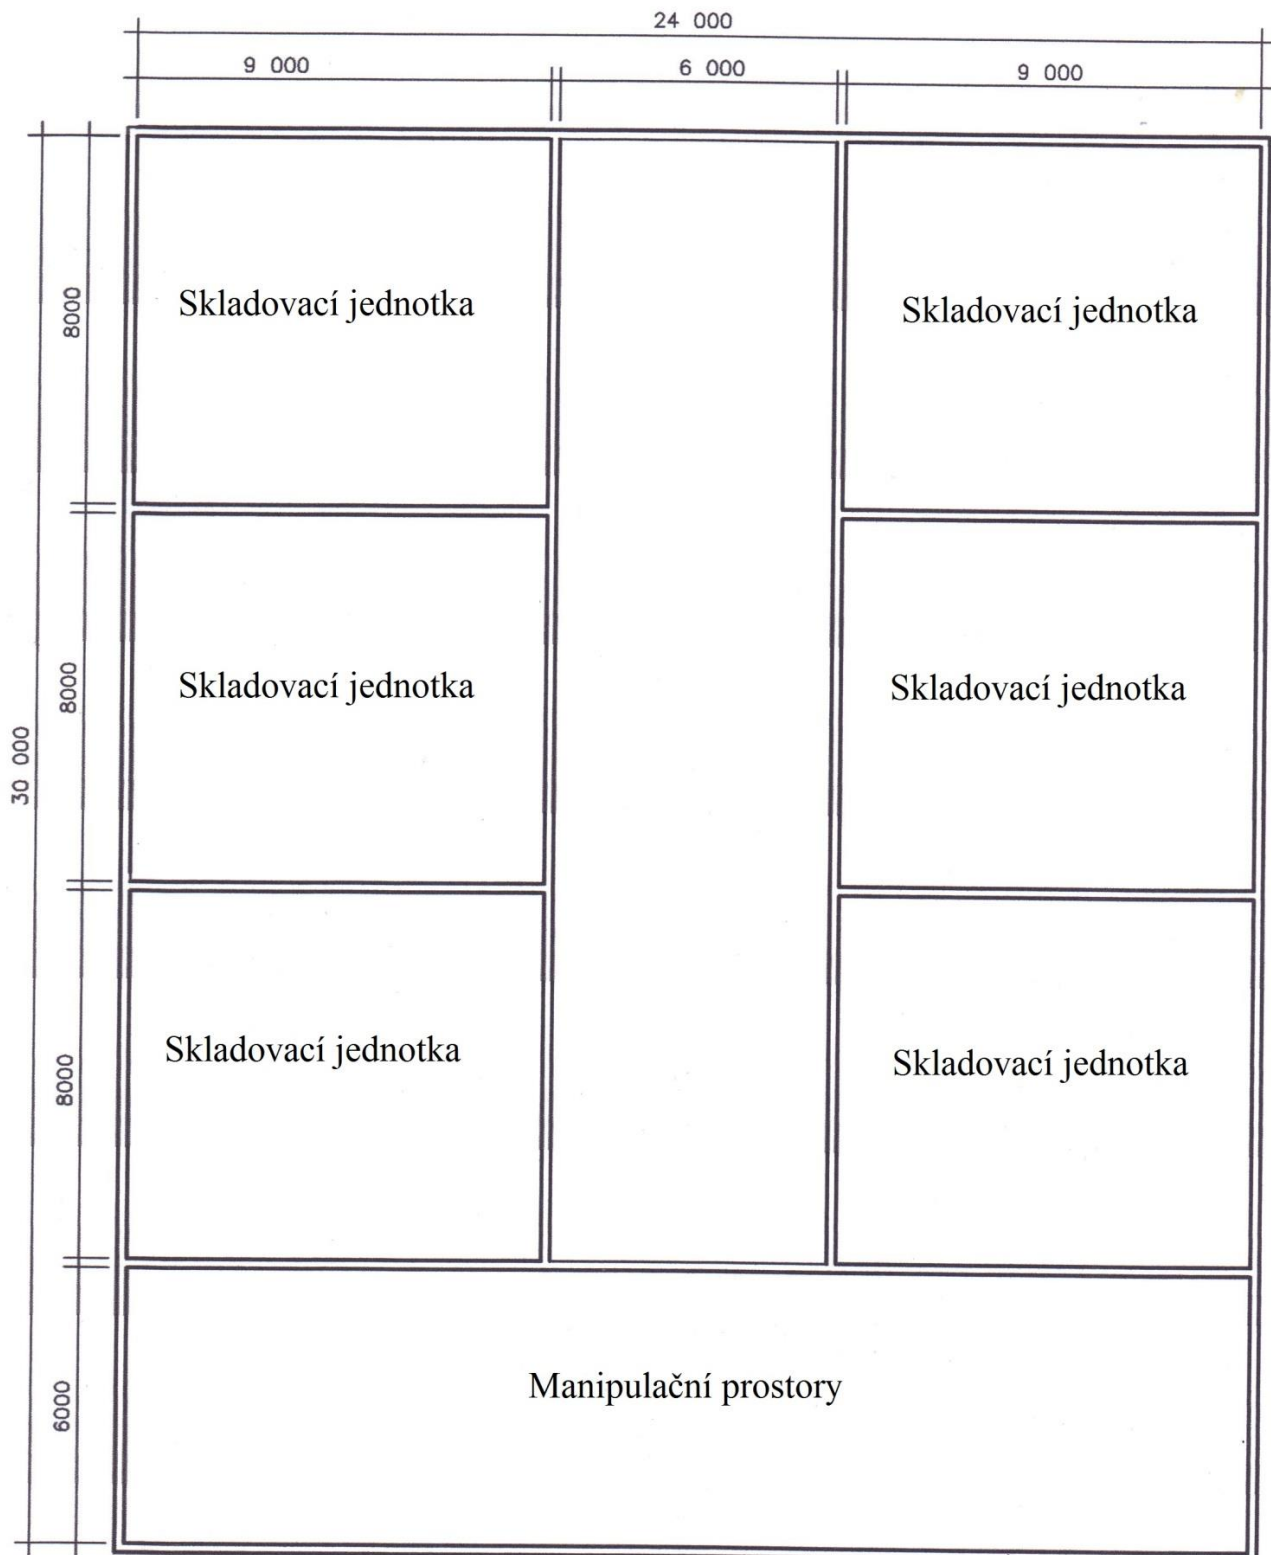 24 000
9 000
6 000
9 000
8000
Skladovací jednotka
Skladovací jednotka
8000
Skladovací jednotka
Skladovací jednotka
30 000
8000
Skladovací jednotka
Skladovací jednotka
6000
Manipulační prostory